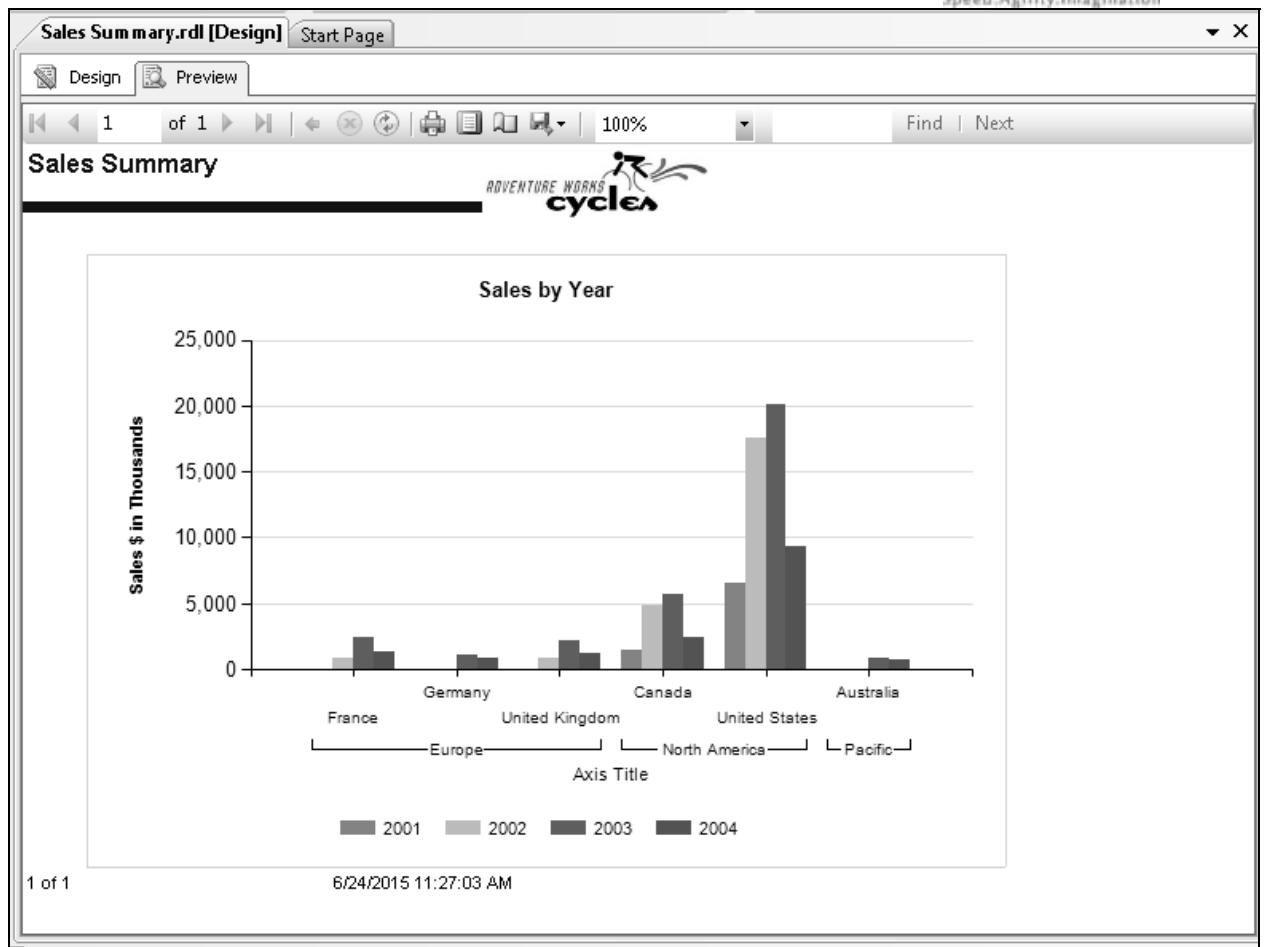 Speed.Agility.Imagination
Sales Summary.rdl [Design] Start Page
Design Preview
1 of 1 100% Find | Next
Sales Summary
ADVENTURE WORKS
cycles
Sales by Year
Sales $ in Thousands
25,000
20,000
15,000
10,000
5,000
0
Germany Canada Australia
France United Kingdom United States
Europe North America Pacific
Axis Title
2001 2002 2003 2004
1 of 1 6/24/2015 11:27:03 AM